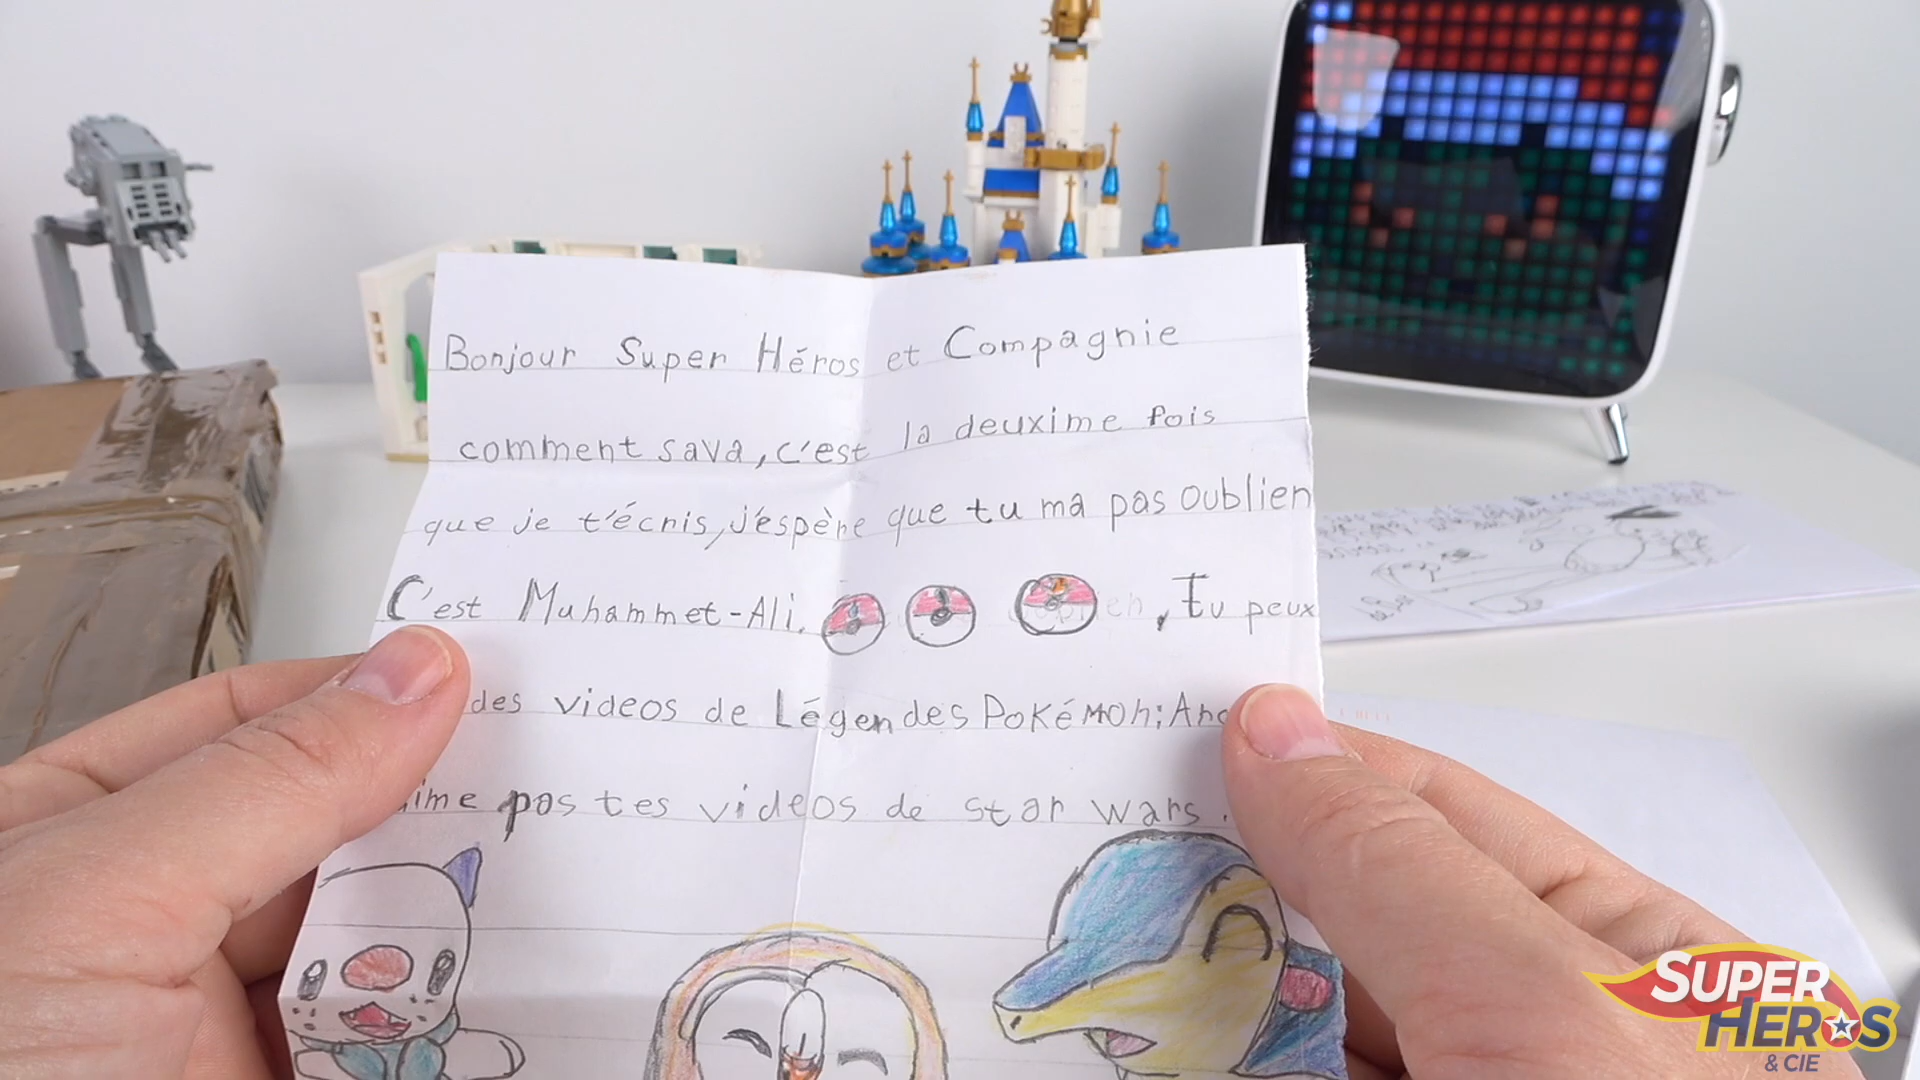 Bonjour Super Héros et Compagnie
comment sava, c'est la deuxime fois
que je t'écris, j'espère que tu ma pas oublien
C'est Muhammet-Ali. , Tu peux
des videos de Légendes PoKéMon;
pas tes videos de star wars.
SUPER
HEROS
& CIE